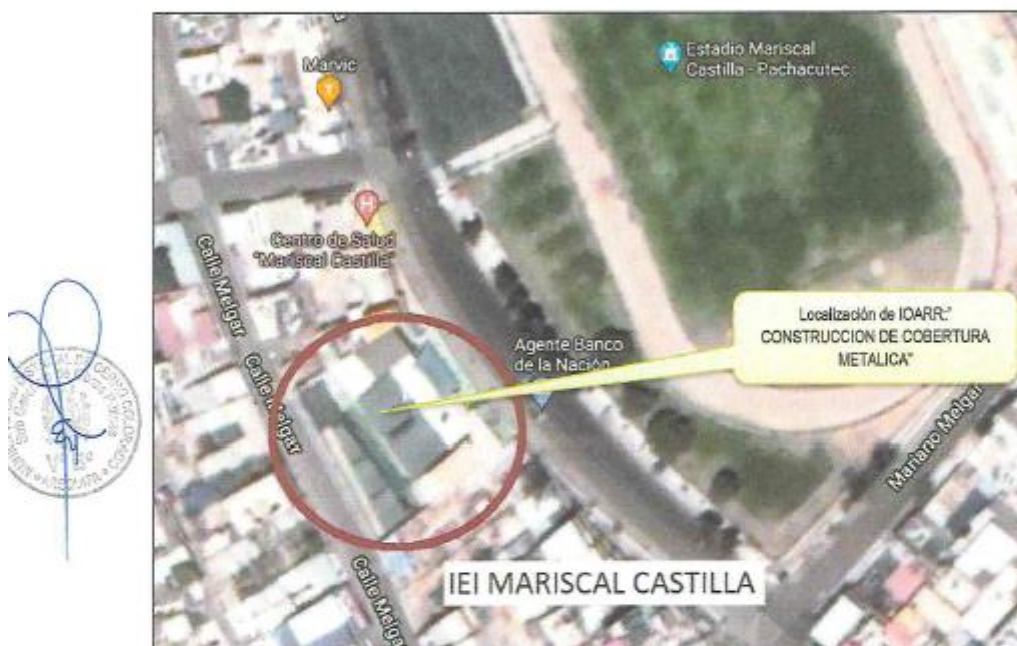 Marvic
Estadio Mariscal
Castilla - Pachacutec
H
Centro de Salud
"Mariscal Castilla"
Calle Melgar
Localización de IOARR:"
CONSTRUCCION DE COBERTURA
METALICA"
Agente Banco
de la Nación
Calle Melgar
Mariano Melgar
IEI MARISCAL CASTILLA
Calle Melgar